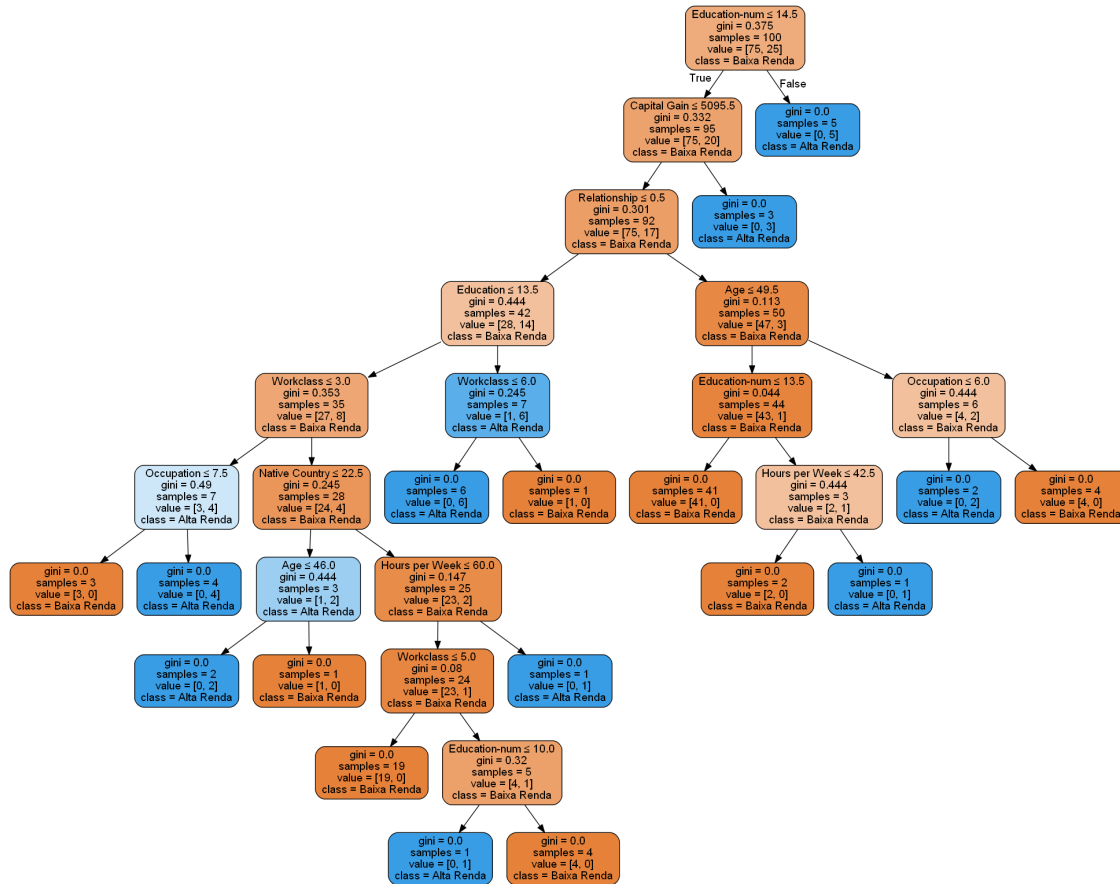 Education-num ≤ 14.5
gini = 0.375
samples = 100
value = [75, 25]
class = Baixa Renda
True
False
Capital Gain ≤ 5095.5
gini = 0.332
samples = 95
value = [75, 20]
class = Baixa Renda
gini = 0.0
samples = 5
value = [0, 5]
class = Alta Renda
Relationship ≤ 0.5
gini = 0.301
samples = 92
value = [75, 17]
class = Baixa Renda
gini = 0.0
samples = 3
value = [0, 3]
class = Alta Renda
Education ≤ 13.5
gini = 0.444
samples = 42
value = [28, 14]
class = Baixa Renda
Age ≤ 49.5
gini = 0.113
samples = 50
value = [47, 3]
class = Baixa Renda
Workclass ≤ 3.0
gini = 0.353
samples = 35
value = [27, 8]
class = Baixa Renda
Workclass ≤ 6.0
gini = 0.245
samples = 7
value = [1, 6]
class = Alta Renda
Education-num ≤ 13.5
gini = 0.044
samples = 44
value = [43, 1]
class = Baixa Renda
Occupation ≤ 6.0
gini = 0.444
samples = 6
value = [4, 2]
class = Baixa Renda
Occupation ≤ 7.5
gini = 0.49
samples = 7
value = [3, 4]
class = Alta Renda
Native Country ≤ 22.5
gini = 0.245
samples = 28
value = [24, 4]
class = Baixa Renda
gini = 0.0
samples = 6
value = [0, 6]
class = Alta Renda
gini = 0.0
samples = 1
value = [1, 0]
class = Baixa Renda
gini = 0.0
samples = 41
value = [41, 0]
class = Baixa Renda
Hours per Week ≤ 42.5
gini = 0.444
samples = 3
value = [2, 1]
class = Baixa Renda
gini = 0.0
samples = 2
value = [0, 2]
class = Alta Renda
gini = 0.0
samples = 4
value = [4, 0]
class = Baixa Renda
gini = 0.0
samples = 3
value = [3, 0]
class = Baixa Renda
gini = 0.0
samples = 4
value = [0, 4]
class = Alta Renda
Age ≤ 46.0
gini = 0.444
samples = 3
value = [1, 2]
class = Alta Renda
Hours per Week ≤ 60.0
gini = 0.147
samples = 25
value = [23, 2]
class = Baixa Renda
gini = 0.0
samples = 2
value = [2, 0]
class = Baixa Renda
gini = 0.0
samples = 1
value = [0, 1]
class = Alta Renda
gini = 0.0
samples = 2
value = [0, 2]
class = Alta Renda
gini = 0.0
samples = 1
value = [1, 0]
class = Baixa Renda
Workclass ≤ 5.0
gini = 0.08
samples = 24
value = [23, 1]
class = Baixa Renda
gini = 0.0
samples = 1
value = [0, 1]
class = Alta Renda
gini = 0.0
samples = 19
value = [19, 0]
class = Baixa Renda
Education-num ≤ 10.0
gini = 0.32
samples = 5
value = [4, 1]
class = Baixa Renda
gini = 0.0
samples = 1
value = [0, 1]
class = Alta Renda
gini = 0.0
samples = 4
value = [4, 0]
class = Baixa Renda